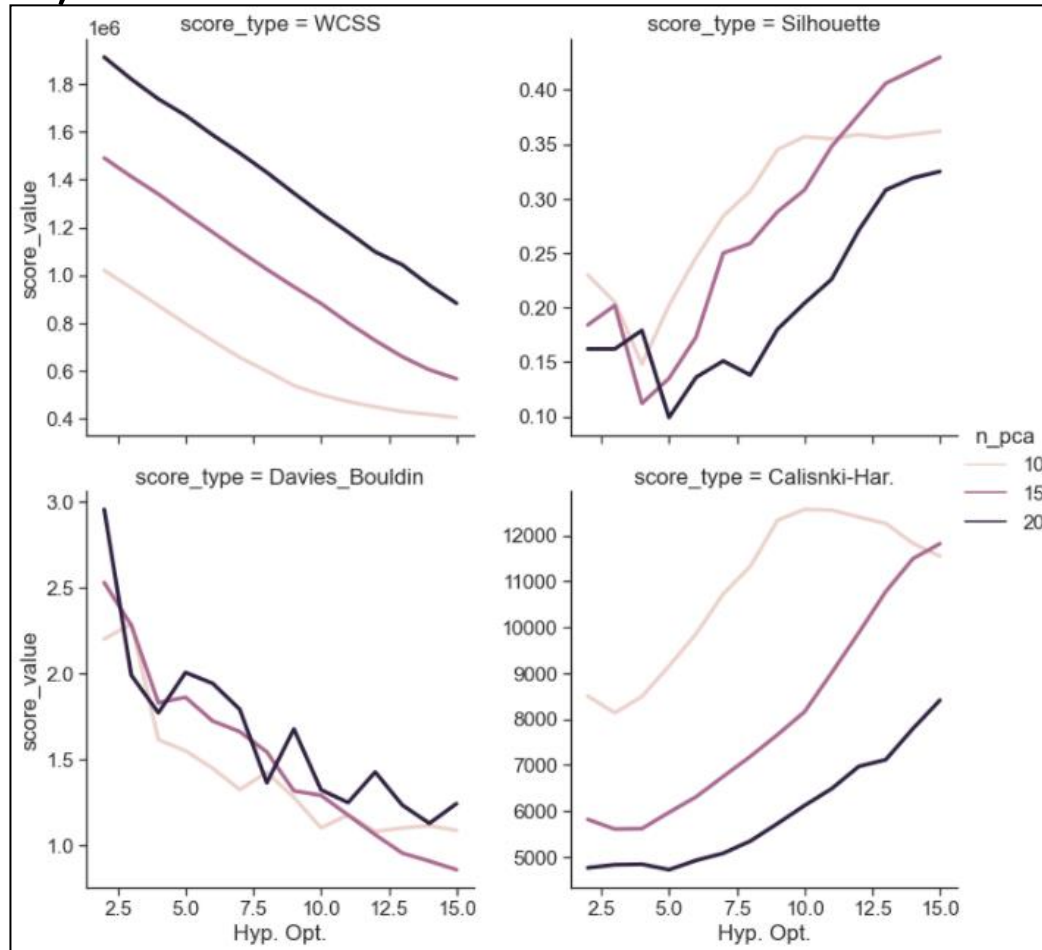 score_type = WCSS
score_type = Silhouette
1e6
score_value
1.8
1.6
1.4
1.2
1.0
0.8
0.6
0.4
0.40
0.35
0.30
0.25
0.20
0.15
0.10
score_type = Davies_Bouldin
score_type = Calisnki-Har.
score_value
3.0
2.5
2.0
1.5
1.0
12000
11000
10000
9000
8000
7000
6000
5000
2.5 5.0 7.5 10.0 12.5 15.0
Hyp. Opt.
2.5 5.0 7.5 10.0 12.5 15.0
Hyp. Opt.
n_pca
10
15
20